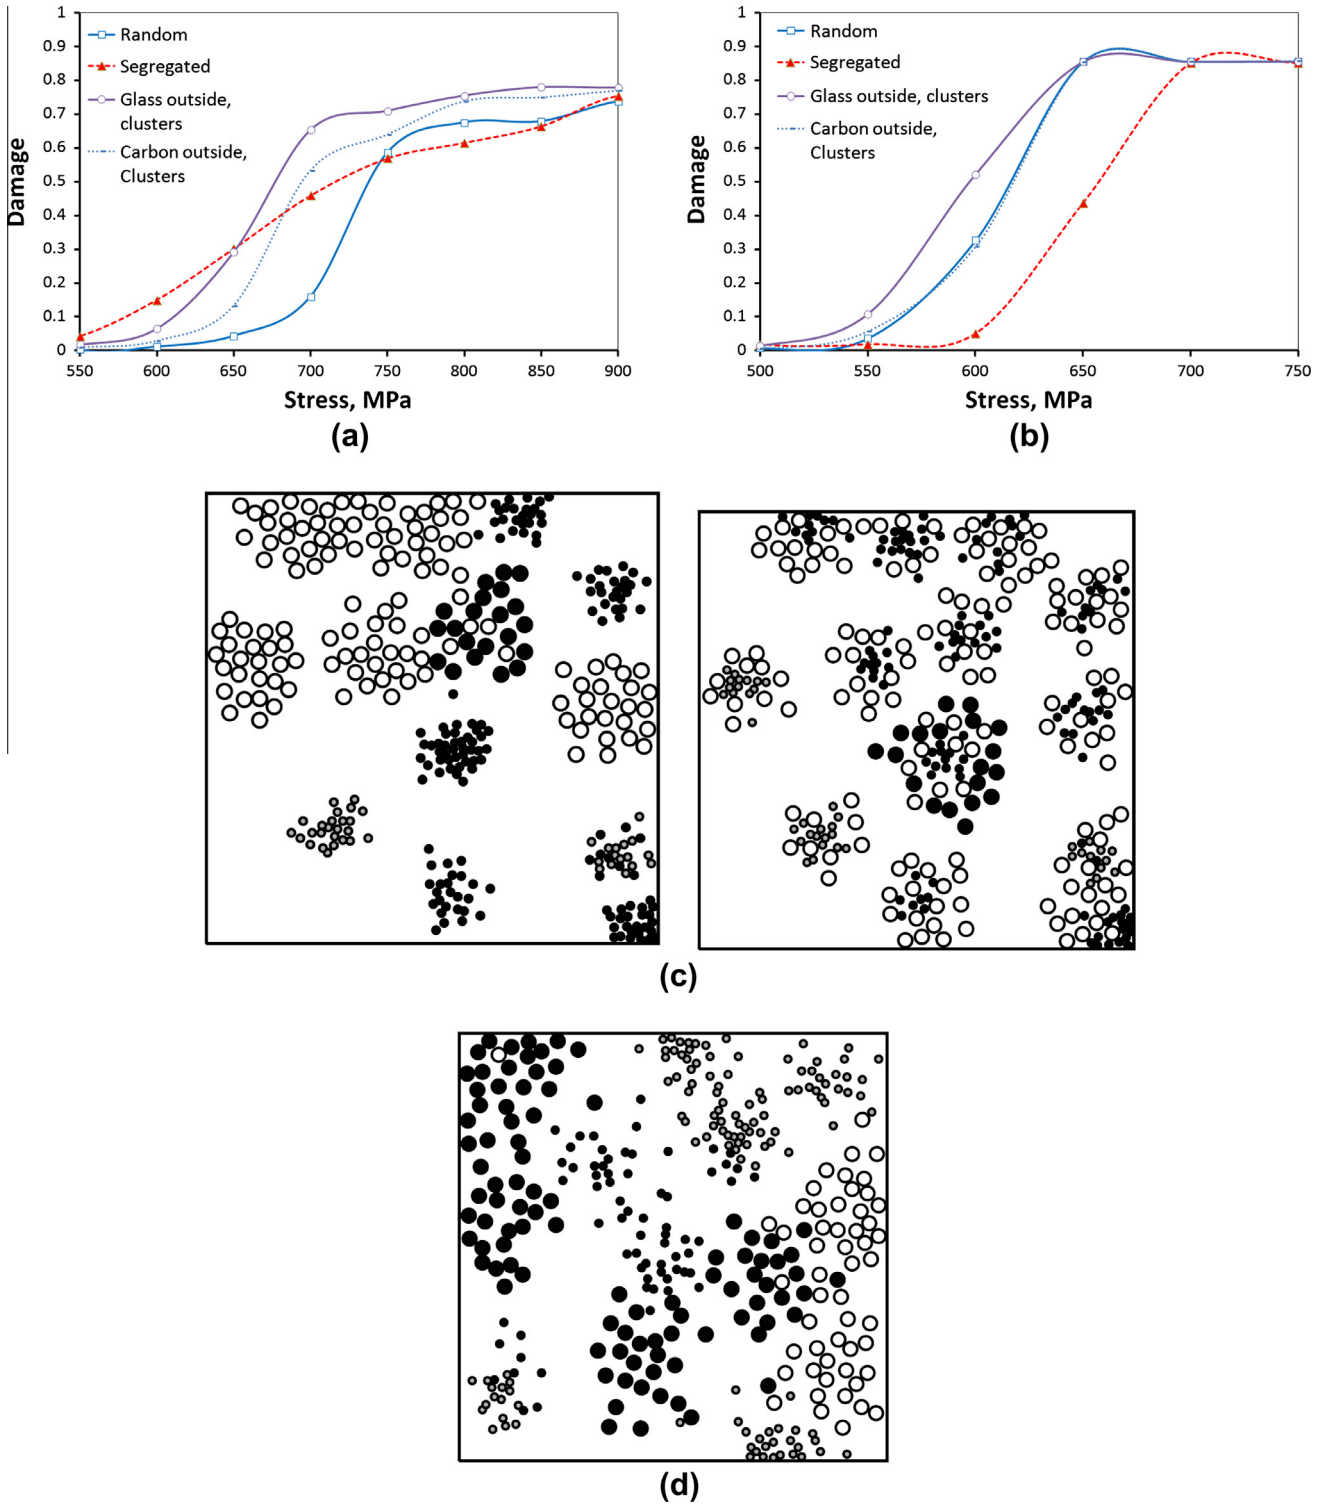 1
0.9
0.8
0.7
0.6
0.5
0.4
0.3
0.2
0.1
0
Damage
Random
Segregated
Glass outside,
clusters
Carbon outside,
Clusters
550 600 650 700 750 800 850 900
Stress, MPa
(a)
1
0.9
0.8
0.7
0.6
0.5
0.4
0.3
0.2
0.1
0
Damage
Random
Segregated
Glass outside, clusters
Carbon outside,
Clusters
500 550 600 650 700 750
Stress, MPa
(b)
(c)
(d)